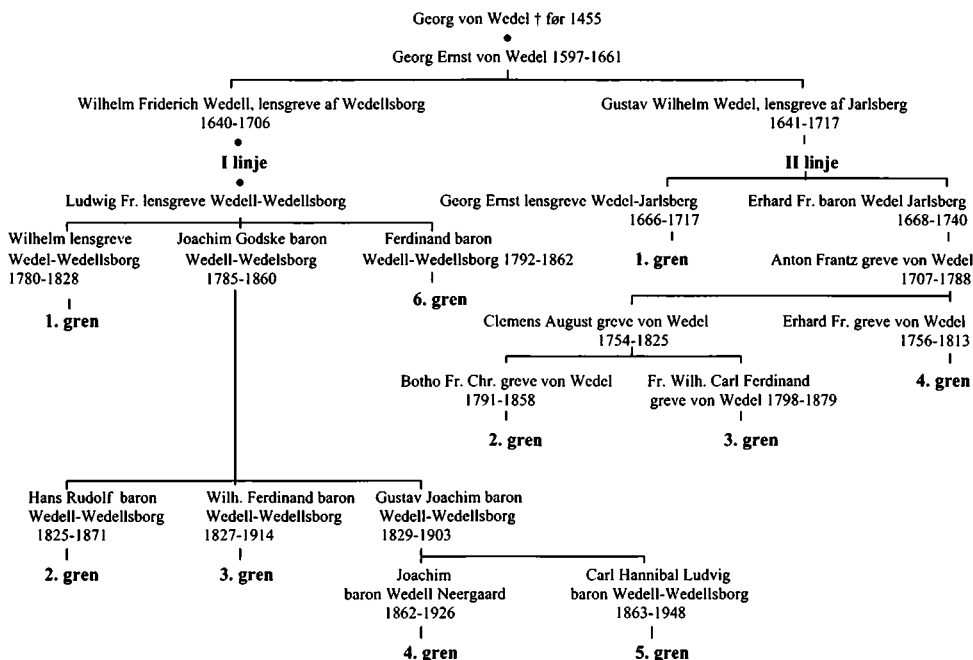 Georg von Wedel † før 1455
Georg Ernst von Wedel 1597-1661
Wilhelm Friderich Wedell, lensgreve af Wedellsborg
1640-1706
Gustav Wilhelm Wedel, lensgreve af Jarlsberg
1641-1717
I linje
II linje
Ludwig Fr. lensgreve Wedell-Wedellsborg
Georg Ernst lensgreve Wedel-Jarlsberg
1666-1717
Erhard Fr. baron Wedel Jarlsberg
1668-1740
Wilhelm lensgreve
Wedel-Wedellsborg
1780-1828
Joachim Godske baron
Wedell-Wedelsborg
1785-1860
Ferdinand baron
Wedell-Wedellsborg 1792-1862
1. gren
Anton Frantz greve von Wedel
1707-1788
1. gren
6. gren
Clemens August greve von Wedel
1754-1825
Erhard Fr. greve von Wedel
1756-1813
Botho Fr. Chr. greve von Wedel
1791-1858
Fr. Wilh. Carl Ferdinand
greve von Wedel 1798-1879
4. gren
2. gren
3. gren
Hans Rudolf baron
Wedell-Wedellsborg
1825-1871
Wilh. Ferdinand baron
Wedell-Wedellsborg
1827-1914
Gustav Joachim baron
Wedell-Wedellsborg
1829-1903
2. gren
3. gren
Joachim
baron Wedell Neergaard
1862-1926
Carl Hannibal Ludvig
baron Wedell-Wedellsborg
1863-1948
4. gren
5. gren